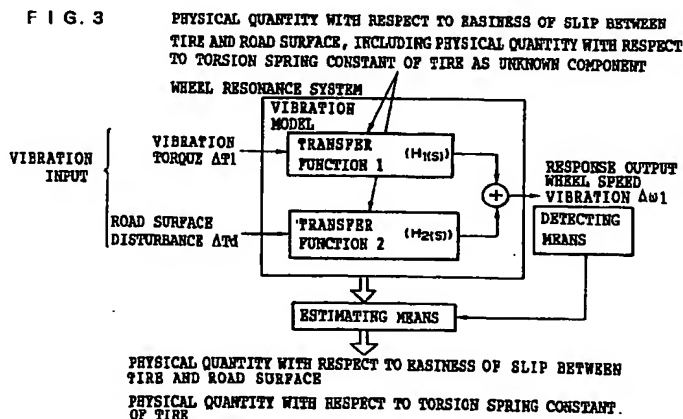 FIG. 3
PHYSICAL QUANTITY WITH RESPECT TO EASINESS OF SLIP BETWEEN
TIRE AND ROAD SURFACE, INCLUDING PHYSICAL QUANTITY WITH RESPECT
TO TORSION SPRING CONSTANT OF TIRE AS UNKNOWN COMPONENT
WHEEL RESONANCE SYSTEM
VIBRATION
MODEL
VIBRATION
INPUT
VIBRATION
TORQUE ΔT1
TRANSFER
FUNCTION 1
(H1(S))
ROAD SURFACE
DISTURBANCE ΔTd
TRANSFER
FUNCTION 2
(H2(S))
+
RESPONSE OUTPUT
WHEEL SPEED
VIBRATION Δω1
DETECTING
MEANS
ESTIMATING MEANS
PHYSICAL QUANTITY WITH RESPECT TO EASINESS OF SLIP BETWEEN
TIRE AND ROAD SURFACE
PHYSICAL QUANTITY WITH RESPECT TO TORSION SPRING CONSTANT.
OF TIRE